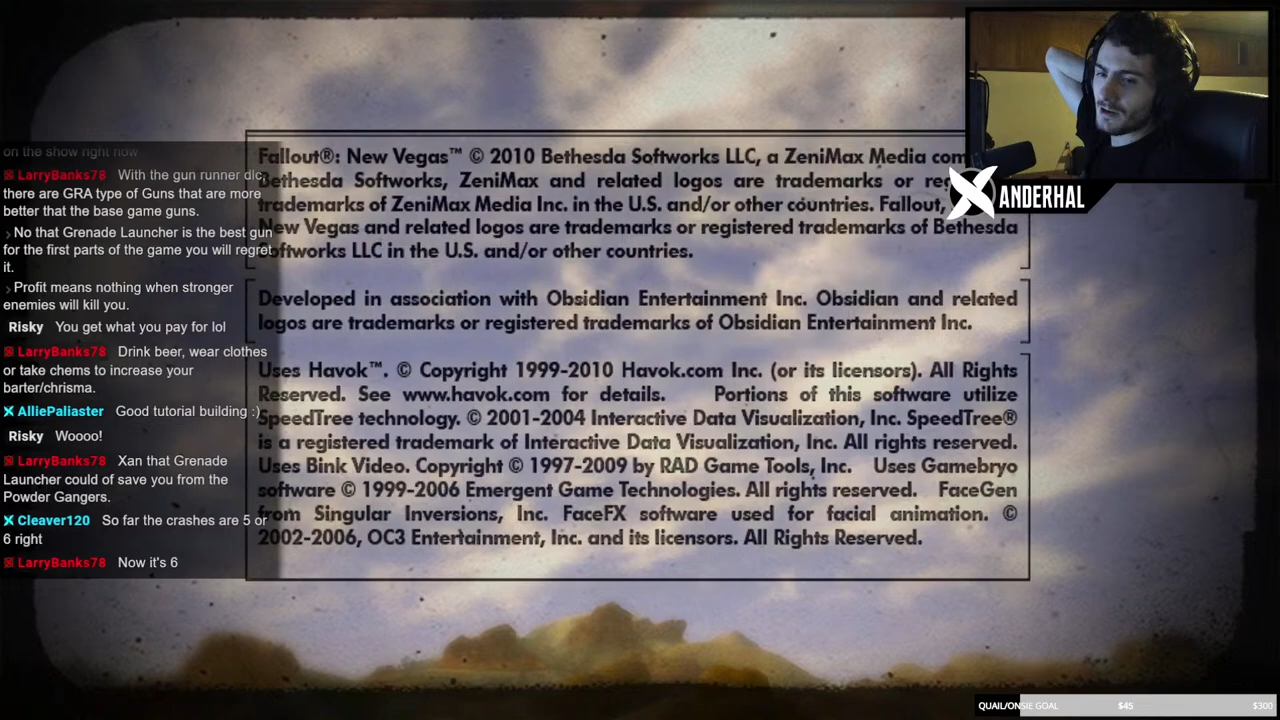 on the show right now
LarryBanks78 With the gun runner dlc,
there are GRA type of Guns that are more
better that the base game guns.
No that Grenade Launcher is the best gun
for the first parts of the game you will regret
it.
Profit means nothing when stronger
enemies will kill you.
Risky You get what you pay for lol
LarryBanks78 Drink beer, wear clothes
or take chems to increase your
barter/chrisma.
AlliePaliaster Good tutorial building :)
Risky Woooo!
LarryBanks78 Xan that Grenade
Launcher could of save you from the
Powder Gangers.
Cleaver120 So far the crashes are 5 or
6 right
LarryBanks78 Now it's 6
Fallout®: New Vegas™ © 2010 Bethesda Softworks LLC, a ZeniMax Media com
Bethesda Softworks, ZeniMax and related logos are trademarks or reg
trademarks of ZeniMax Media Inc. in the U.S. and/or other countries. Fallout,
New Vegas and related logos are trademarks or registered trademarks of Bethesda
Softworks LLC in the U.S. and/or other countries.
Developed in association with Obsidian Entertainment Inc. Obsidian and related
logos are trademarks or registered trademarks of Obsidian Entertainment Inc.
Uses Havok™. © Copyright 1999-2010 Havok.com Inc. (or its licensors). All Rights
Reserved. See www.havok.com for details. Portions of this software utilize
SpeedTree technology. © 2001-2004 Interactive Data Visualization, Inc. SpeedTree®
is a registered trademark of Interactive Data Visualization, Inc. All rights reserved.
Uses Bink Video. Copyright © 1997-2009 by RAD Game Tools, Inc. Uses Gamebryo
software © 1999-2006 Emergent Game Technologies. All rights reserved. FaceGen
from Singular Inversions, Inc. FaceFX software used for facial animation. ©
2002-2006, OC3 Entertainment, Inc. and its licensors. All Rights Reserved.
XANDERHAL
QUAIL/ONSIE GOAL $45 $300